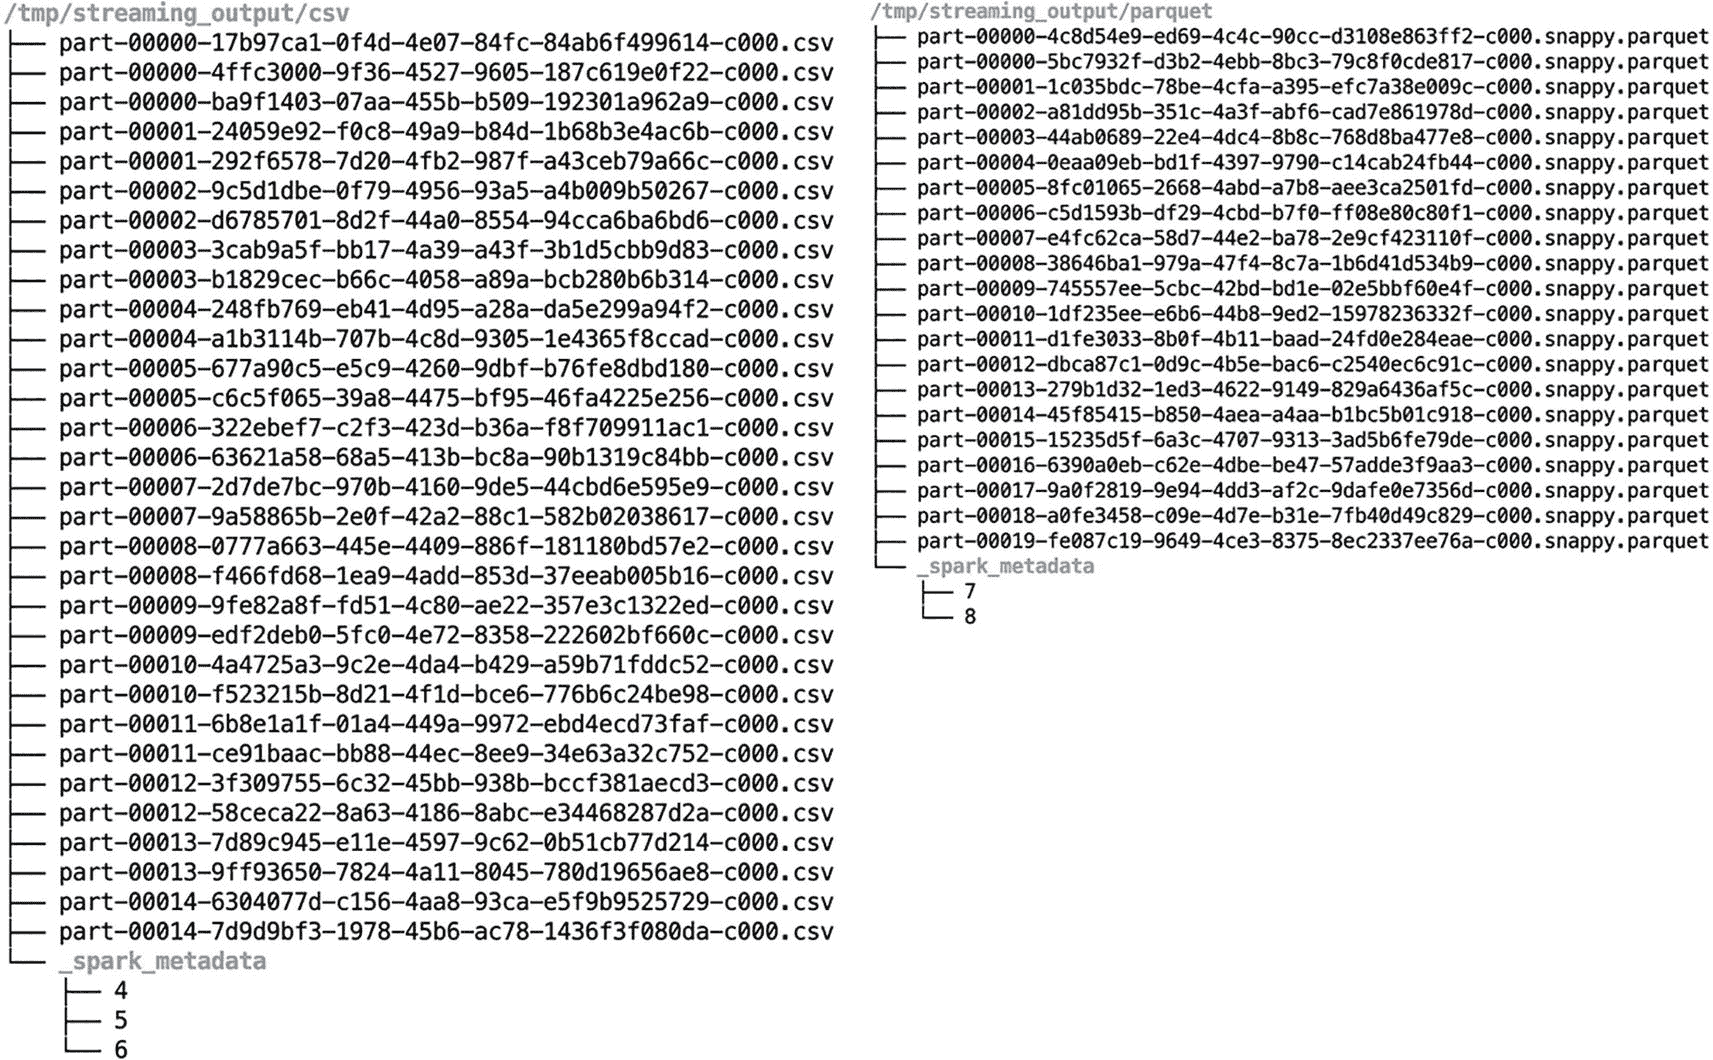 /tmp/streaming_output/csv
├── part-00000-17b97ca1-0f4d-4e07-84fc-84ab6f499614-c000.csv
├── part-00000-4ffc3000-9f36-4527-9605-187c619e0f22-c000.csv
├── part-00000-ba9f1403-07aa-455b-b509-192301a962a9-c000.csv
├── part-00001-24059e92-f0c8-49a9-b84d-1b68b3e4ac6b-c000.csv
├── part-00001-292f6578-7d20-4fb2-987f-a43ceb79a66c-c000.csv
├── part-00002-9c5d1dbe-0f79-4956-93a5-a4b009b50267-c000.csv
├── part-00002-d6785701-8d2f-44a0-8554-94cca6ba6bd6-c000.csv
├── part-00003-3cab9a5f-bb17-4a39-a43f-3b1d5cbb9d83-c000.csv
├── part-00003-b1829cec-b66c-4058-a89a-bcb280b6b314-c000.csv
├── part-00004-248fb769-eb41-4d95-a28a-da5e299a94f2-c000.csv
├── part-00004-a1b3114b-707b-4c8d-9305-1e4365f8ccad-c000.csv
├── part-00005-677a90c5-e5c9-4260-9dbf-b76fe8dbd180-c000.csv
├── part-00005-c6c5f065-39a8-4475-bf95-46fa4225e256-c000.csv
├── part-00006-322ebef7-c2f3-423d-b36a-f8f709911ac1-c000.csv
├── part-00006-63621a58-68a5-413b-bc8a-90b1319c84bb-c000.csv
├── part-00007-2d7de7bc-970b-4160-9de5-44cbd6e595e9-c000.csv
├── part-00007-9a58865b-2e0f-42a2-88c1-582b02038617-c000.csv
├── part-00008-0777a663-445e-4409-886f-181180bd57e2-c000.csv
├── part-00008-f466fd68-1ea9-4add-853d-37eeab005b16-c000.csv
├── part-00009-9fe82a8f-fd51-4c80-ae22-357e3c1322ed-c000.csv
├── part-00009-edf2deb0-5fc0-4e72-8358-222602bf660c-c000.csv
├── part-00010-4a4725a3-9c2e-4da4-b429-a59b71fddc52-c000.csv
├── part-00010-f523215b-8d21-4f1d-bce6-776b6c24be98-c000.csv
├── part-00011-6b8e1a1f-01a4-449a-9972-ebd4ecd73faf-c000.csv
├── part-00011-ce91baac-bb88-44ec-8ee9-34e63a32c752-c000.csv
├── part-00012-3f309755-6c32-45bb-938b-bccf381aecd3-c000.csv
├── part-00012-58ceca22-8a63-4186-8abc-e34468287d2a-c000.csv
├── part-00013-7d89c945-e11e-4597-9c62-0b51cb77d214-c000.csv
├── part-00013-9ff93650-7824-4a11-8045-780d19656ae8-c000.csv
├── part-00014-6304077d-c156-4aa8-93ca-e5f9b9525729-c000.csv
├── part-00014-7d9d9bf3-1978-45b6-ac78-1436f3f080da-c000.csv
└── _spark_metadata
├── 4
├── 5
└── 6
/tmp/streaming_output/parquet
├── part-00000-4c8d54e9-ed69-4c4c-90cc-d3108e863ff2-c000.snappy.parquet
├── part-00000-5bc7932f-d3b2-4ebb-8bc3-79c8f0cde817-c000.snappy.parquet
├── part-00001-1c035bdc-78be-4cfa-a395-efc7a38e009c-c000.snappy.parquet
├── part-00002-a81dd95b-351c-4a3f-abf6-cad7e861978d-c000.snappy.parquet
├── part-00003-44ab0689-22e4-4dc4-8b8c-768d8ba477e8-c000.snappy.parquet
├── part-00004-0eaa09eb-bd1f-4397-9790-c14cab24fb44-c000.snappy.parquet
├── part-00005-8fc01065-2668-4abd-a7b8-aee3ca2501fd-c000.snappy.parquet
├── part-00006-c5d1593b-df29-4cbd-b7f0-ff08e80c80f1-c000.snappy.parquet
├── part-00007-e4fc62ca-58d7-44e2-ba78-2e9cf423110f-c000.snappy.parquet
├── part-00008-38646ba1-979a-47f4-8c7a-1b6d41d534b9-c000.snappy.parquet
├── part-00009-745557ee-5cbc-42bd-bd1e-02e5bbf60e4f-c000.snappy.parquet
├── part-00010-1df235ee-e6b6-44b8-9ed2-15978236332f-c000.snappy.parquet
├── part-00011-d1fe3033-8b0f-4b11-baad-24fd0e284eae-c000.snappy.parquet
├── part-00012-dbca87c1-0d9c-4b5e-bac6-c2540ec6c91c-c000.snappy.parquet
├── part-00013-279b1d32-1ed3-4622-9149-829a6436af5c-c000.snappy.parquet
├── part-00014-45f85415-b850-4aea-a4aa-b1bc5b01c918-c000.snappy.parquet
├── part-00015-15235d5f-6a3c-4707-9313-3ad5b6fe79de-c000.snappy.parquet
├── part-00016-6390a0eb-c62e-4dbe-be47-57adde3f9aa3-c000.snappy.parquet
├── part-00017-9a0f2819-9e94-4dd3-af2c-9dafe0e7356d-c000.snappy.parquet
├── part-00018-a0fe3458-c09e-4d7e-b31e-7fb40d49c829-c000.snappy.parquet
├── part-00019-fe087c19-9649-4ce3-8375-8ec2337ee76a-c000.snappy.parquet
└── _spark_metadata
├── 7
└── 8